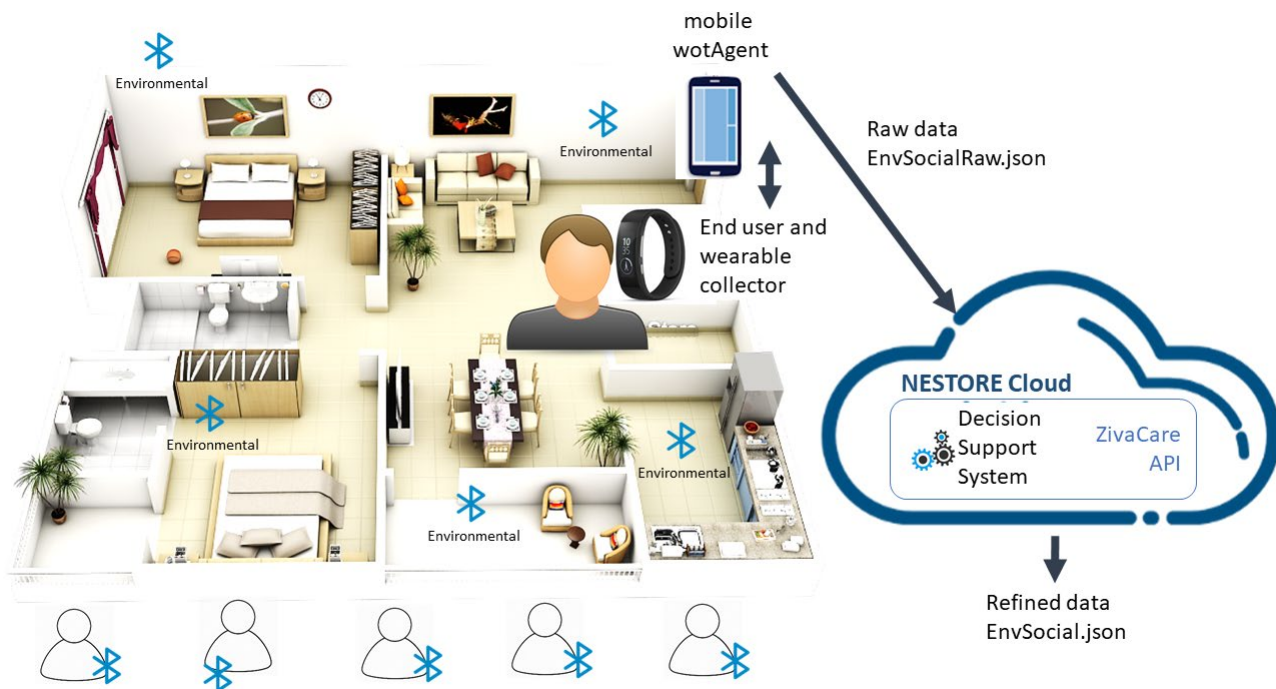 mobile
wotAgent
Environmental
Environmental
Raw data
EnvSocialRaw.json
End user and
wearable
collector
NESTORE Cloud
Decision
Support
System
ZivaCare
API
Environmental
Environmental
Environmental
Refined data
EnvSocial.json